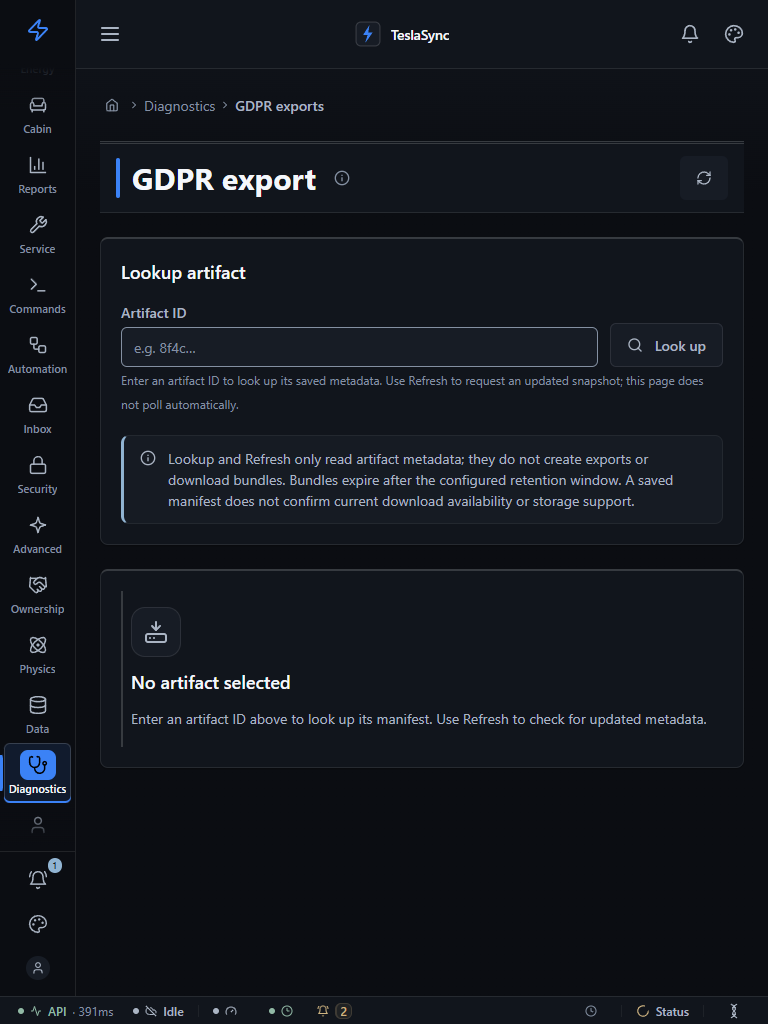 TeslaSync
Diagnostics
GDPR exports
GDPR export
Lookup artifact
Artifact ID
e.g. 8f4c...
Look up
Enter an artifact ID to look up its saved metadata. Use Refresh to request an updated snapshot; this page does
not poll automatically.
Lookup and Refresh only read artifact metadata; they do not create exports or
download bundles. Bundles expire after the configured retention window. A saved
manifest does not confirm current download availability or storage support.
No artifact selected
Enter an artifact ID above to look up its manifest. Use Refresh to check for updated metadata.
Energy
Cabin
Reports
Service
Commands
Automation
Inbox
Security
Advanced
Ownership
Physics
Data
Diagnostics
1
API · 391ms
Idle
2
Status